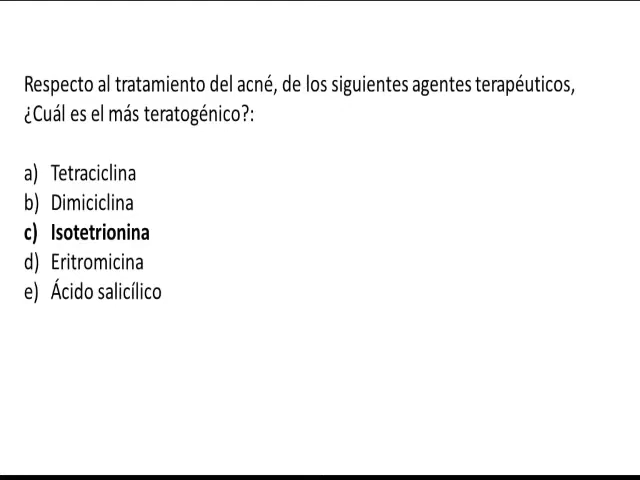 Respecto al tratamiento del acné, de los siguientes agentes terapéuticos,
¿Cuál es el más teratogénico?:
a) Tetraciclina
b) Dimiciclina
c) Isotetrionina
d) Eritromicina
e) Ácido salicílico